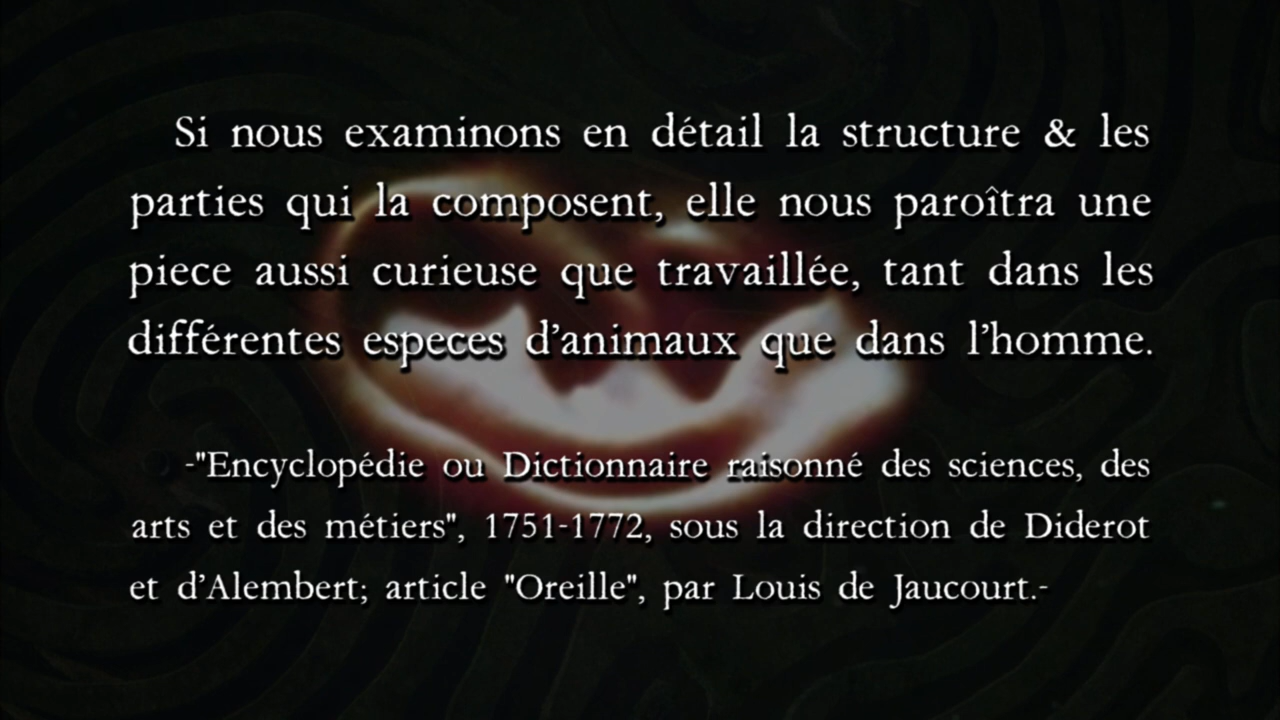 Si nous examinons en détail la structure & les
parties qui la composent, elle nous paroîtra une
piece aussi curieuse que travaillée, tant dans les
différentes especes d’animaux que dans l’homme.
-"Encyclopédie ou Dictionnaire raisonné des sciences, des
arts et des métiers", 1751-1772, sous la direction de Diderot
et d’Alembert; article "Oreille", par Louis de Jaucourt.-